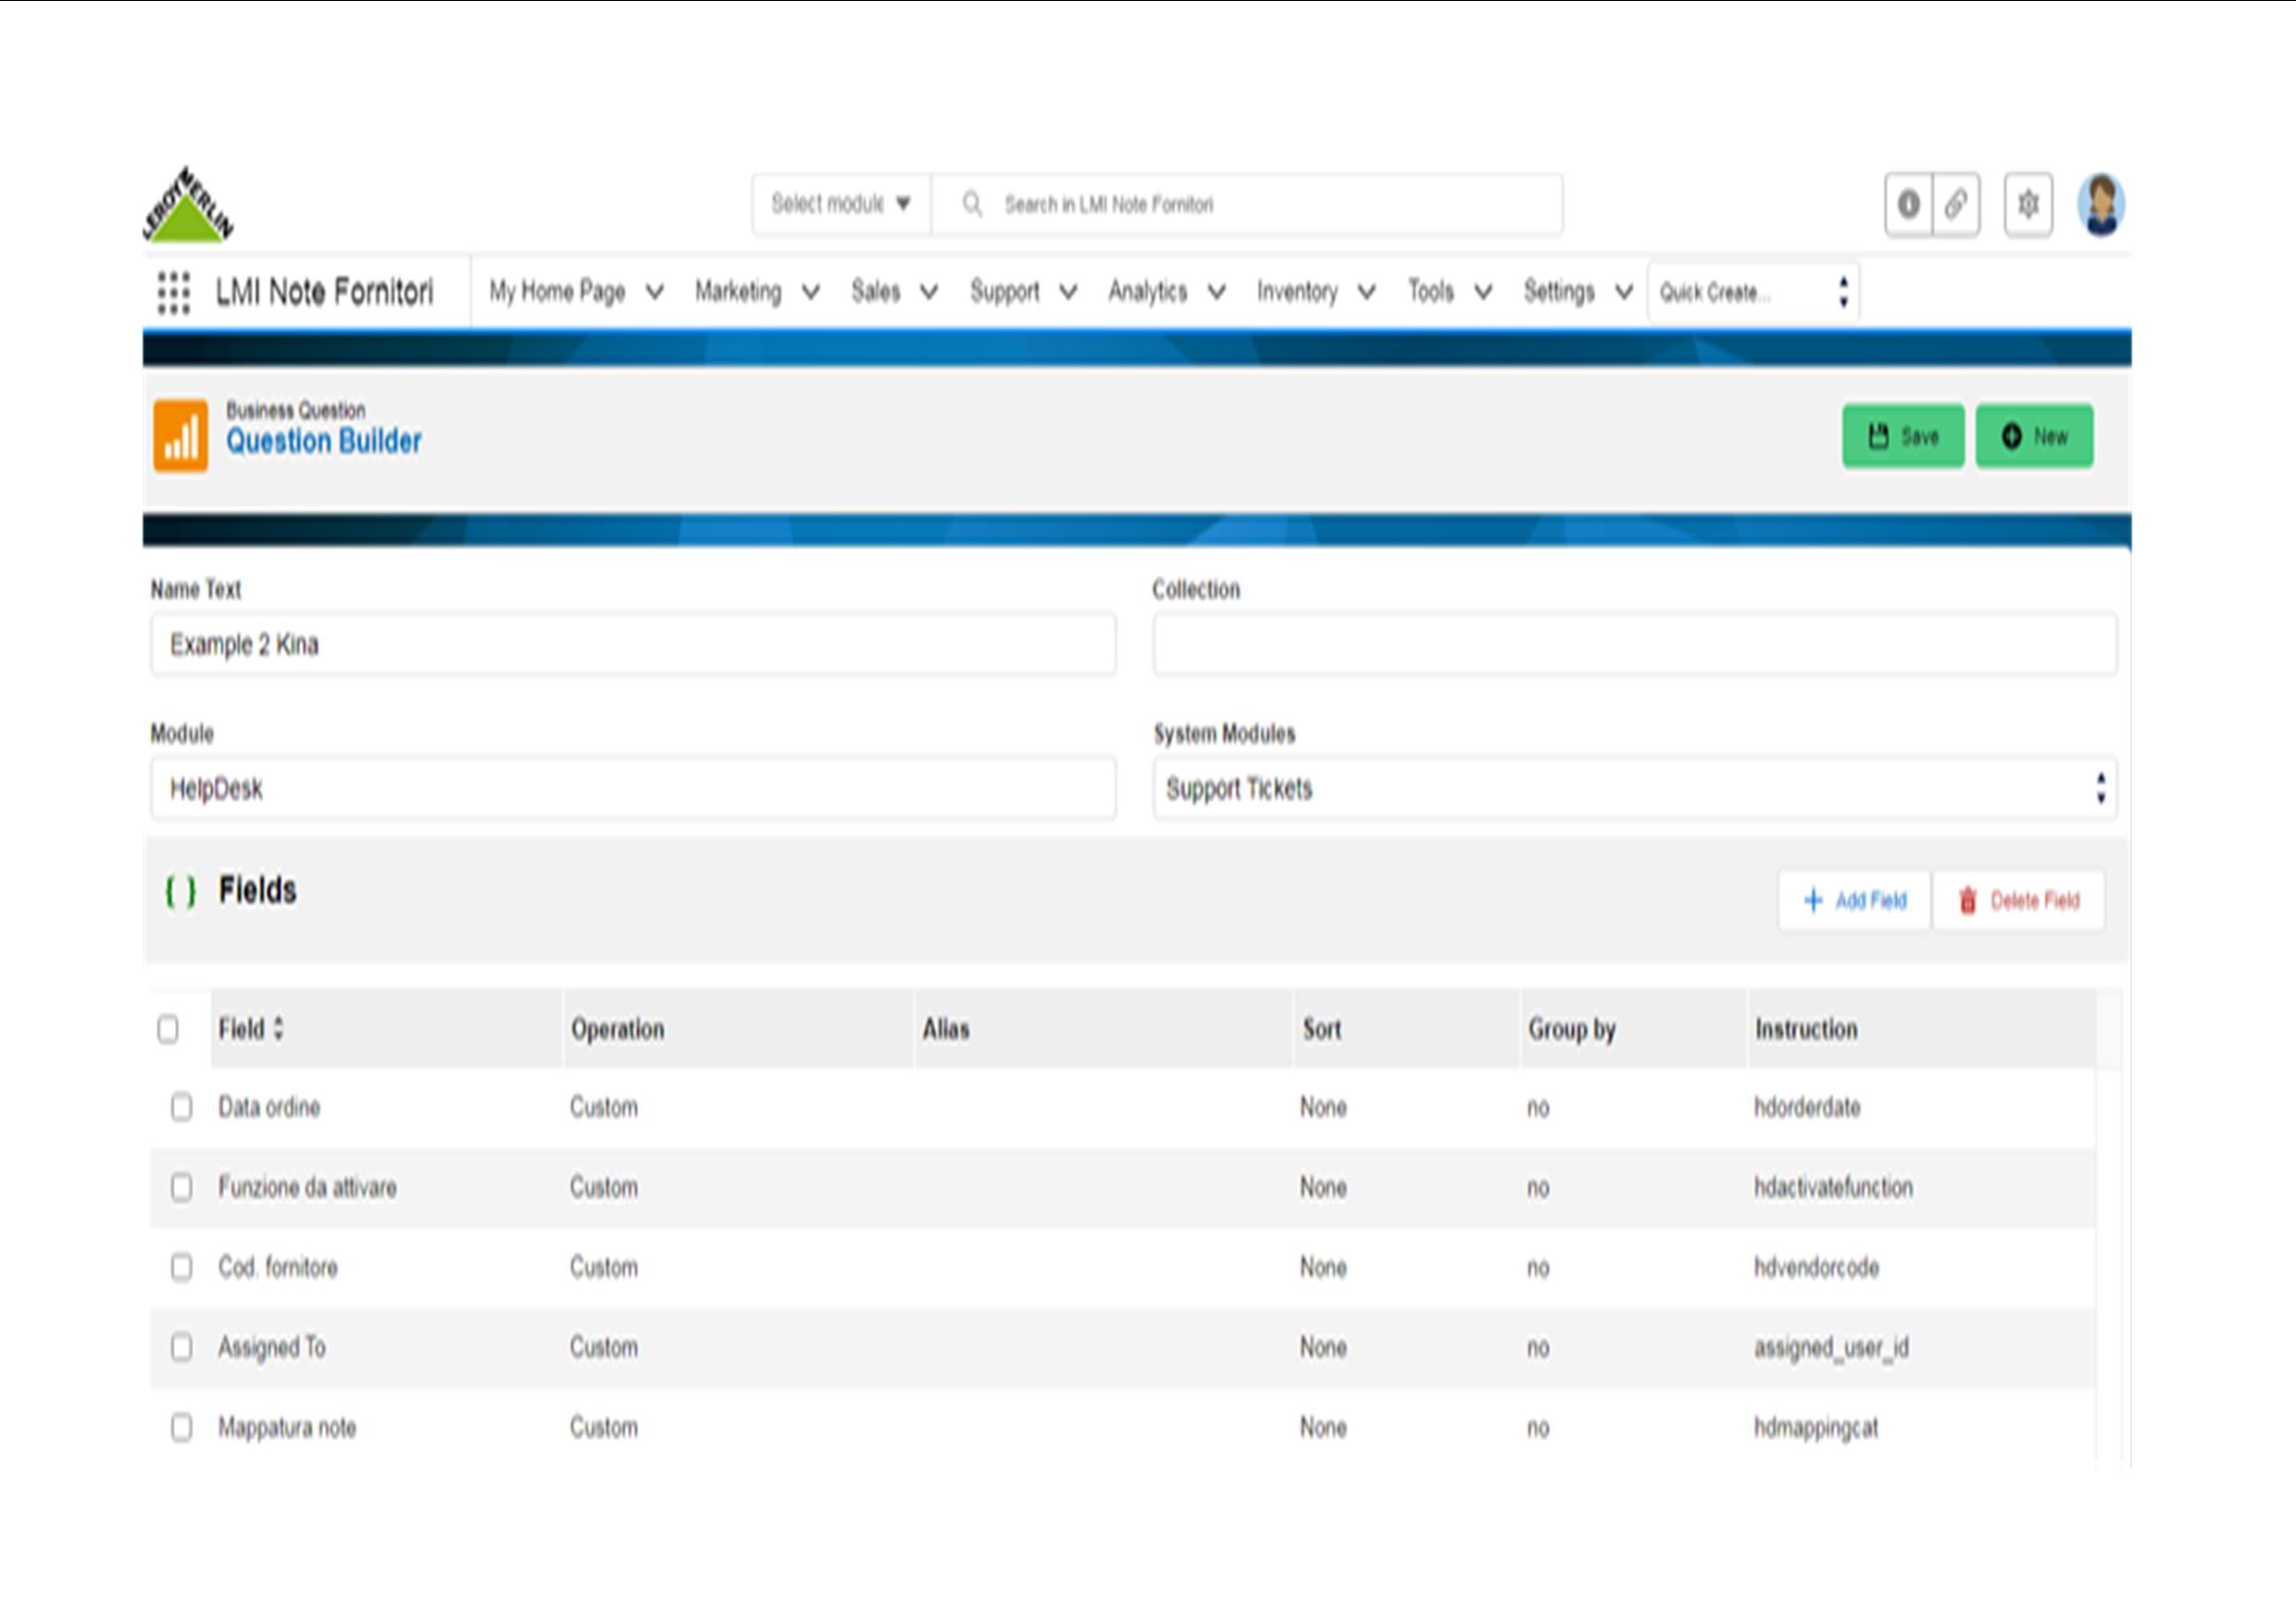 LEROY MERLIN
Select module
Search in LMI Note Fornitori
LMI Note Fornitori
My Home Page
Marketing
Sales
Support
Analytics
Inventory
Tools
Settings
Quick Create...
Business Question
Question Builder
Save
New
Name Text
Collection
Example 2 Kina
Module
System Modules
HelpDesk
Support Tickets
{ } Fields
Add Field
Delete Field
Field Operation Alias Sort Group by Instruction
Data ordine Custom None no hdorderdate
Funzione da attivare Custom None no hdactivatefunction
Cod. fornitore Custom None no hdvendorcode
Assigned To Custom None no assigned_user_id
Mappatura note Custom None no hdmappingcat